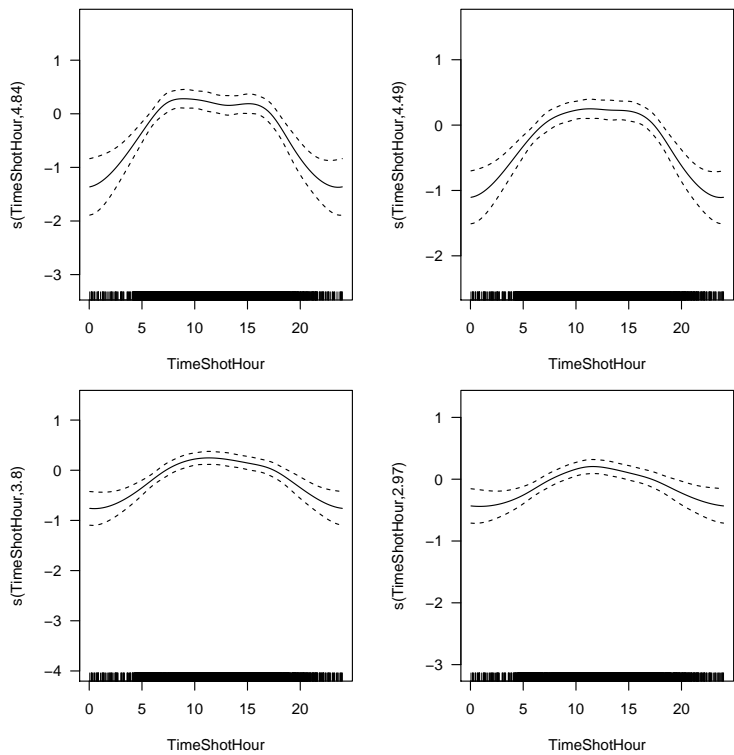 1
0
−1
−2
−3
s(TimeShotHour,4.84)
0 5 10 15 20
TimeShotHour
1
0
−1
−2
s(TimeShotHour,4.49)
0 5 10 15 20
TimeShotHour
1
0
−1
−2
−3
−4
s(TimeShotHour,3.8)
0 5 10 15 20
TimeShotHour
1
0
−1
−2
−3
s(TimeShotHour,2.97)
0 5 10 15 20
TimeShotHour